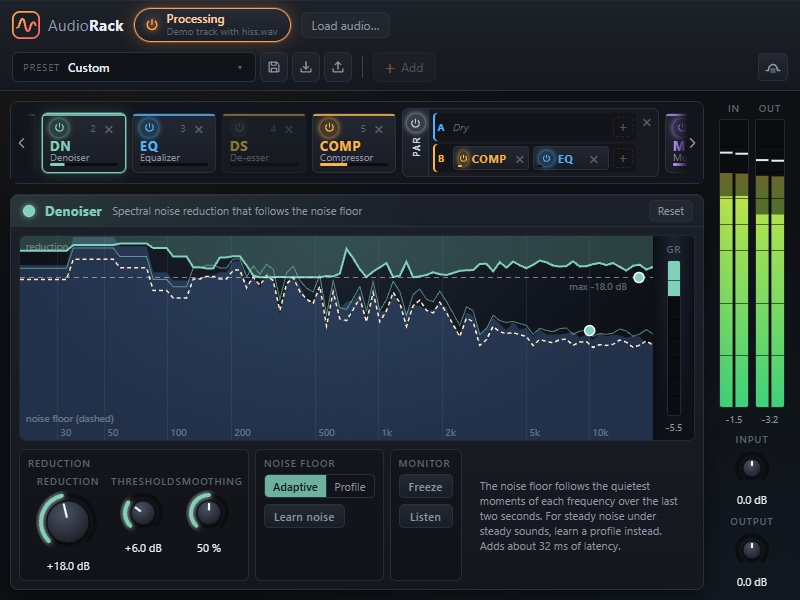 AudioRack
Processing
Demo track with hiss.wav
Load audio...
PRESET Custom
+ Add
IN OUT
DN 2
Denoiser
EQ 3
Equalizer
DS 4
De-esser
COMP 5
Compressor
PAR
A Dry
B COMP EQ
Denoiser Spectral noise reduction that follows the noise floor
Reset
reduction
GR
max -18.0 dB
noise floor (dashed)
30 50 100 200 500 1k 2k 5k 10k
-5.5
-1.5 -3.2
INPUT
0.0 dB
OUTPUT
0.0 dB
REDUCTION
REDUCTION THRESHOLD SMOOTHING
+18.0 dB
+6.0 dB
50 %
NOISE FLOOR
Adaptive Profile
Learn noise
MONITOR
Freeze
Listen
The noise floor follows the quietest
moments of each frequency over the last
two seconds. For steady noise under
steady sounds, learn a profile instead.
Adds about 32 ms of latency.